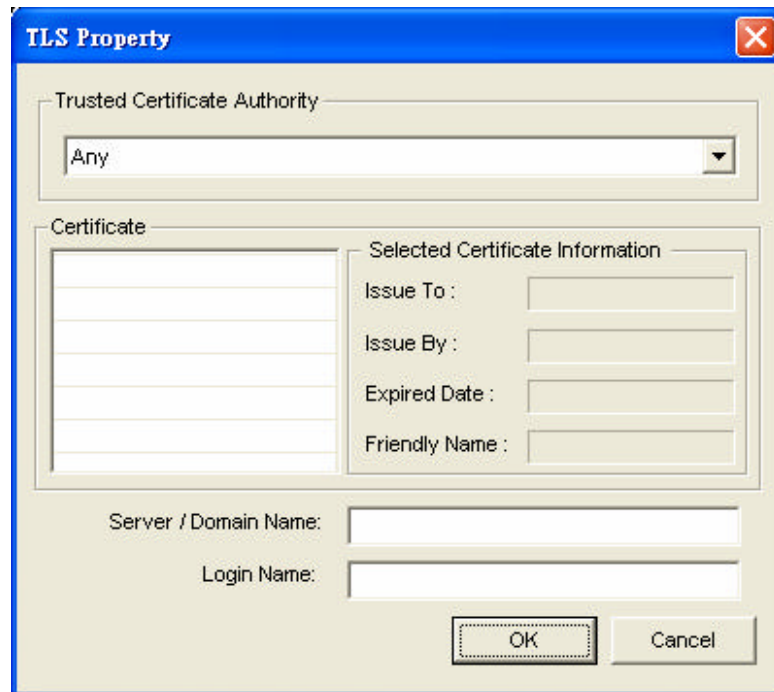 TLS Property
Trusted Certificate Authority
Any
Certificate
Selected Certificate Information
Issue To :
Issue By :
Expired Date :
Friendly Name :
Server / Domain Name:
Login Name:
OK
Cancel